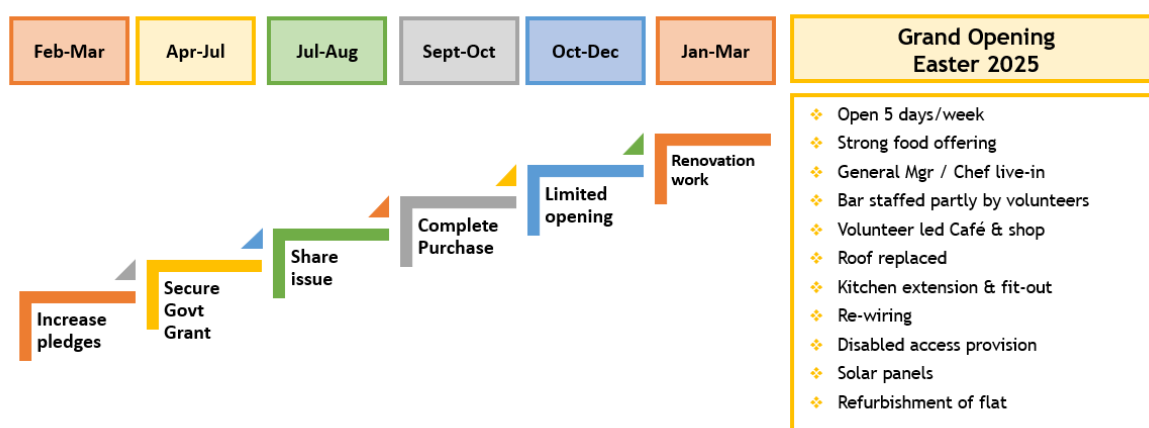 Feb-Mar
Apr-Jul
Jul-Aug
Sept-Oct
Oct-Dec
Jan-Mar
Grand Opening
Easter 2025
Increase
pledges
Secure
Govt
Grant
Share
issue
Complete
Purchase
Limited
opening
Renovation
work
Open 5 days/week
Strong food offering
General Mgr / Chef live-in
Bar staffed partly by volunteers
Volunteer led Café & shop
Roof replaced
Kitchen extension & fit-out
Re-wiring
Disabled access provision
Solar panels
Refurbishment of flat